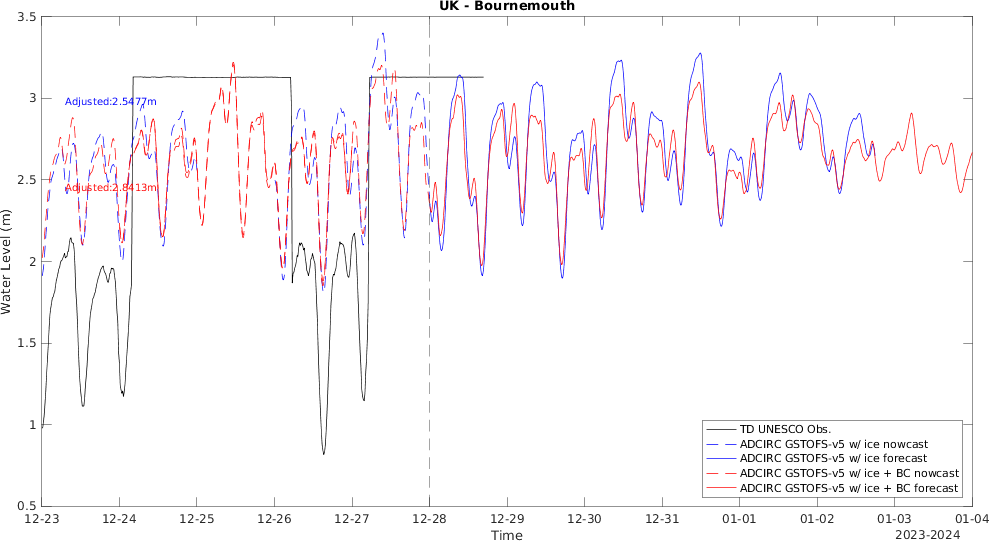 UK - Bournemouth
3.5
3
2.5
2
1.5
1
0.5
Water Level (m)
Adjusted:2.5477m
Adjusted:2.8413m
TD UNESCO Obs.
ADCIRC GSTOFS-v5 w/ ice nowcast
ADCIRC GSTOFS-v5 w/ ice forecast
ADCIRC GSTOFS-v5 w/ ice + BC nowcast
ADCIRC GSTOFS-v5 w/ ice + BC forecast
12-23 12-24 12-25 12-26 12-27 12-28 12-29 12-30 12-31 01-01 01-02 01-03 01-04
Time
2023-2024